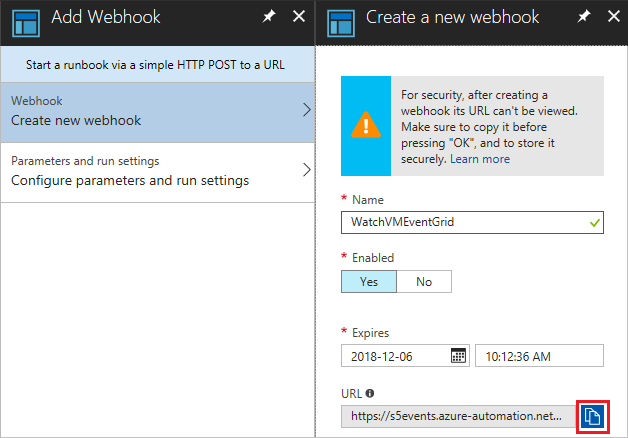 Add Webhook
Start a runbook via a simple HTTP POST to a URL
Webhook
Create new webhook
Parameters and run settings
Configure parameters and run settings
Create a new webhook
For security, after creating a
webhook its URL can't be viewed.
Make sure to copy it before
pressing "OK", and to store it
securely. Learn more
* Name
WatchVMEventGrid
* Enabled
Yes No
* Expires
2018-12-06 10:12:36 AM
URL
https://s5events.azure-automation.net...